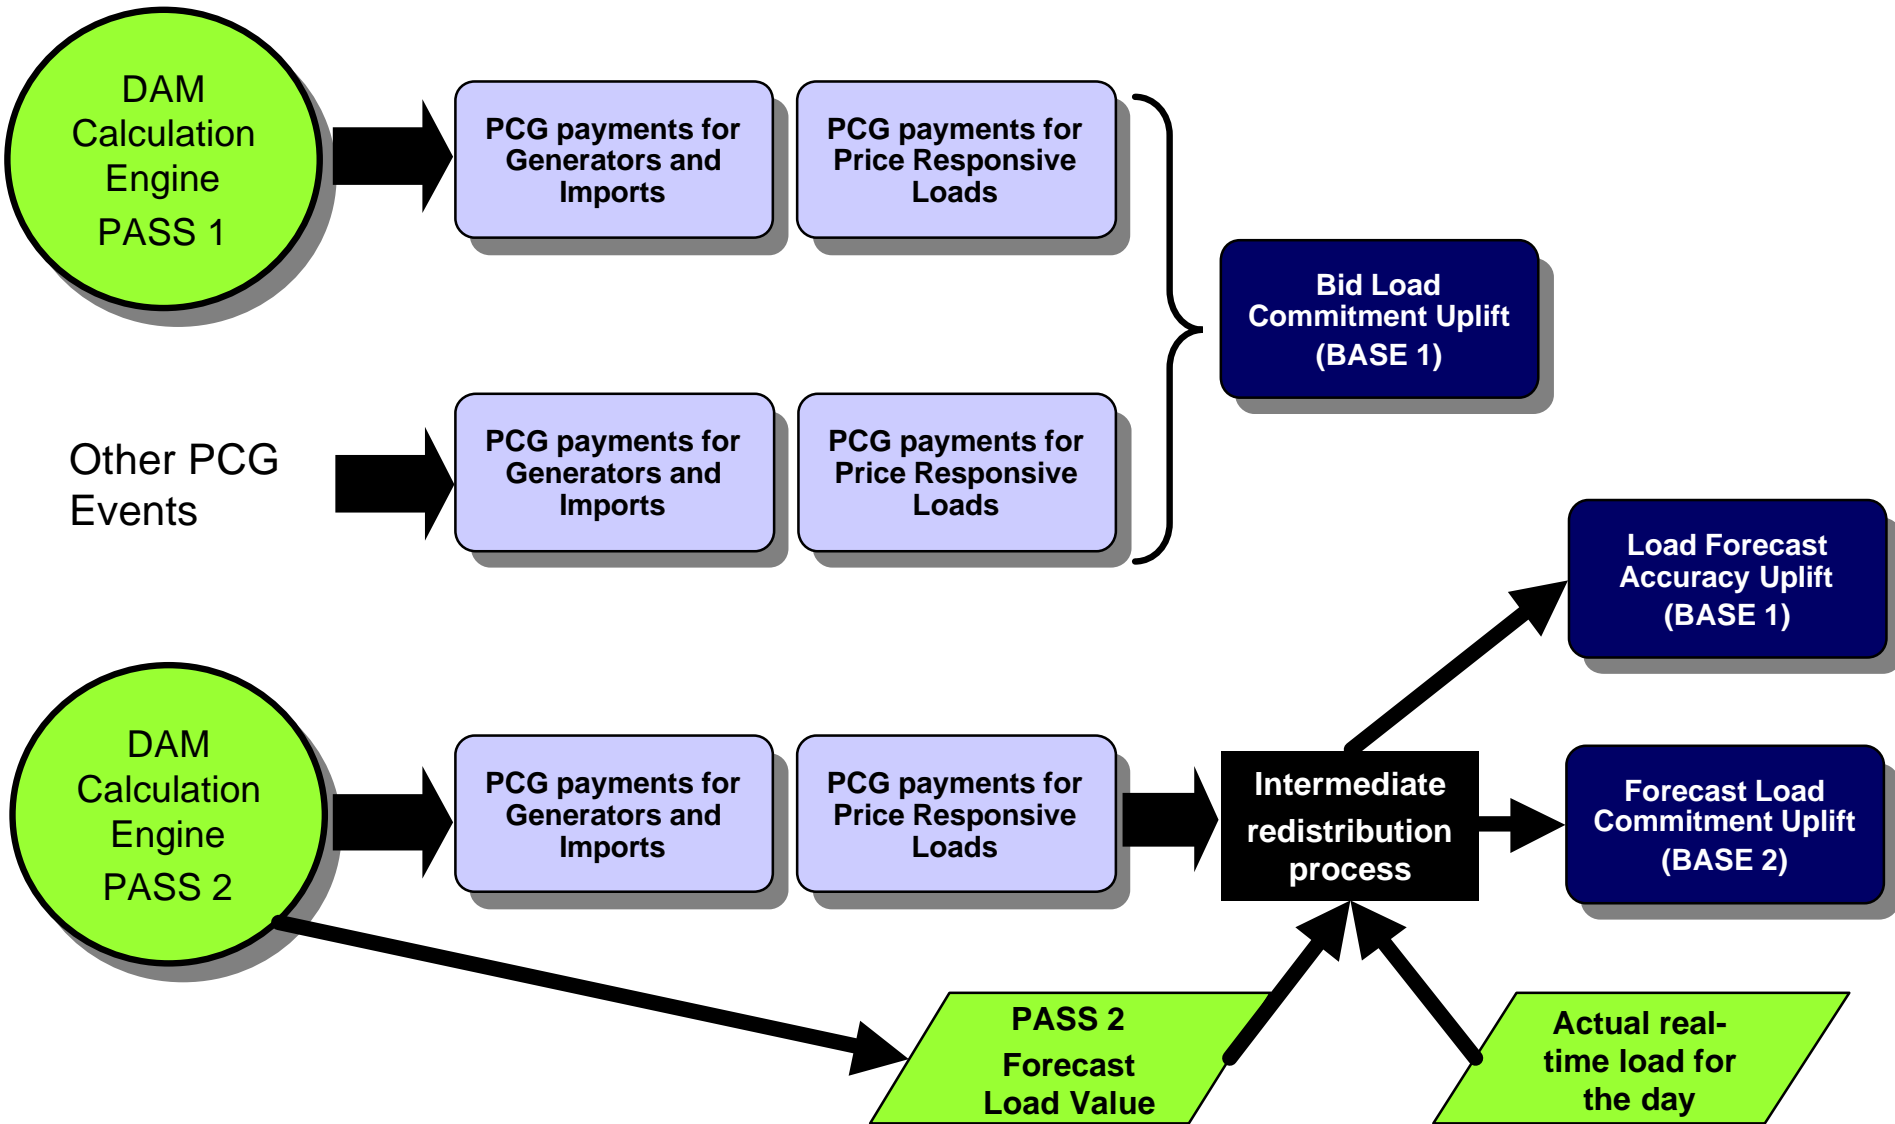 DAM
Calculation
Engine
PASS 1
PCG payments for
Generators and
Imports
PCG payments for
Price Responsive
Loads
Bid Load
Commitment Uplift
(BASE 1)
Other PCG
Events
PCG payments for
Generators and
Imports
PCG payments for
Price Responsive
Loads
Load Forecast
Accuracy Uplift
(BASE 1)
DAM
Calculation
Engine
PASS 2
PCG payments for
Generators and
Imports
PCG payments for
Price Responsive
Loads
Intermediate
redistribution
process
Forecast Load
Commitment Uplift
(BASE 2)
PASS 2
Forecast
Load Value
Actual real-
time load for
the day